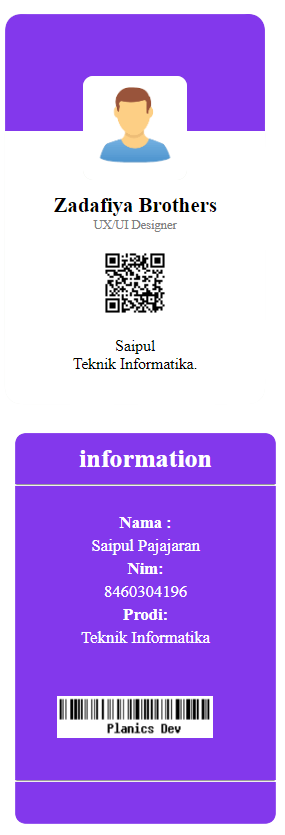 Zadafiya Brothers
UX/UI Designer
Saipul
Teknik Informatika.
information
Nama :
Saipul Pajajaran
Nim:
8460304196
Prodi:
Teknik Informatika
Planics Dev